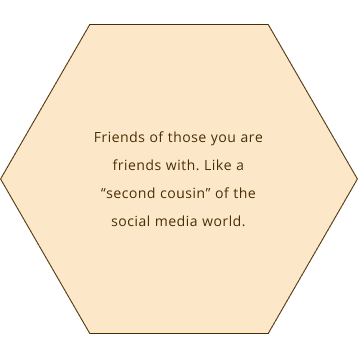 Friends of those you are
friends with. Like a
“second cousin” of the
social media world.